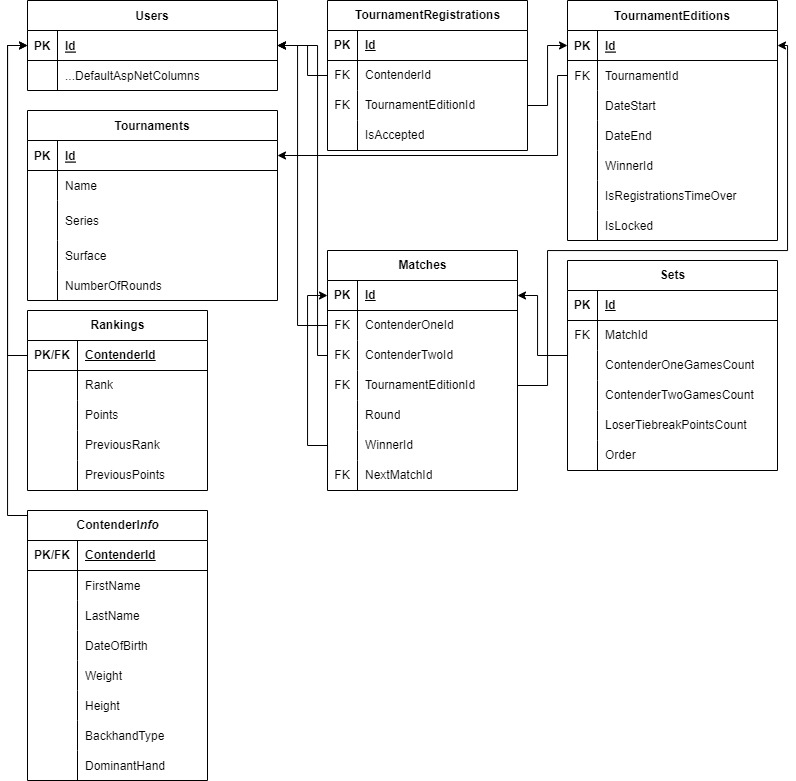 Users
PK Id
...DefaultAspNetColumns
Tournaments
PK Id
Name
Series
Surface
NumberOfRounds
Rankings
PK/FK ContenderId
Rank
Points
PreviousRank
PreviousPoints
ContenderInfo
PK/FK ContenderId
FirstName
LastName
DateOfBirth
Weight
Height
BackhandType
DominantHand
TournamentRegistrations
PK Id
FK ContenderId
FK TournamentEditionId
IsAccepted
Matches
PK Id
FK ContenderOneId
FK ContenderTwoId
FK TournamentEditionId
Round
WinnerId
FK NextMatchId
TournamentEditions
PK Id
FK TournamentId
DateStart
DateEnd
WinnerId
IsRegistrationsTimeOver
IsLocked
Sets
PK Id
FK MatchId
ContenderOneGamesCount
ContenderTwoGamesCount
LoserTiebreakPointsCount
Order